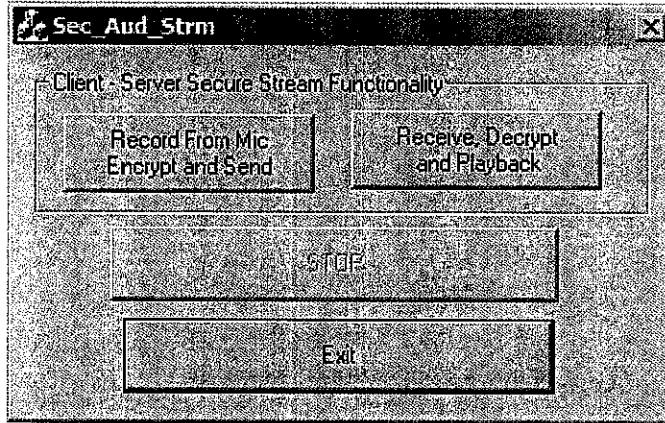 Sec_Aud_Strm
Client - Server Secure Stream Functionality
Record From Mic
Encrypt and Send
Receive, Decrypt
and Playback
STOP
Exit